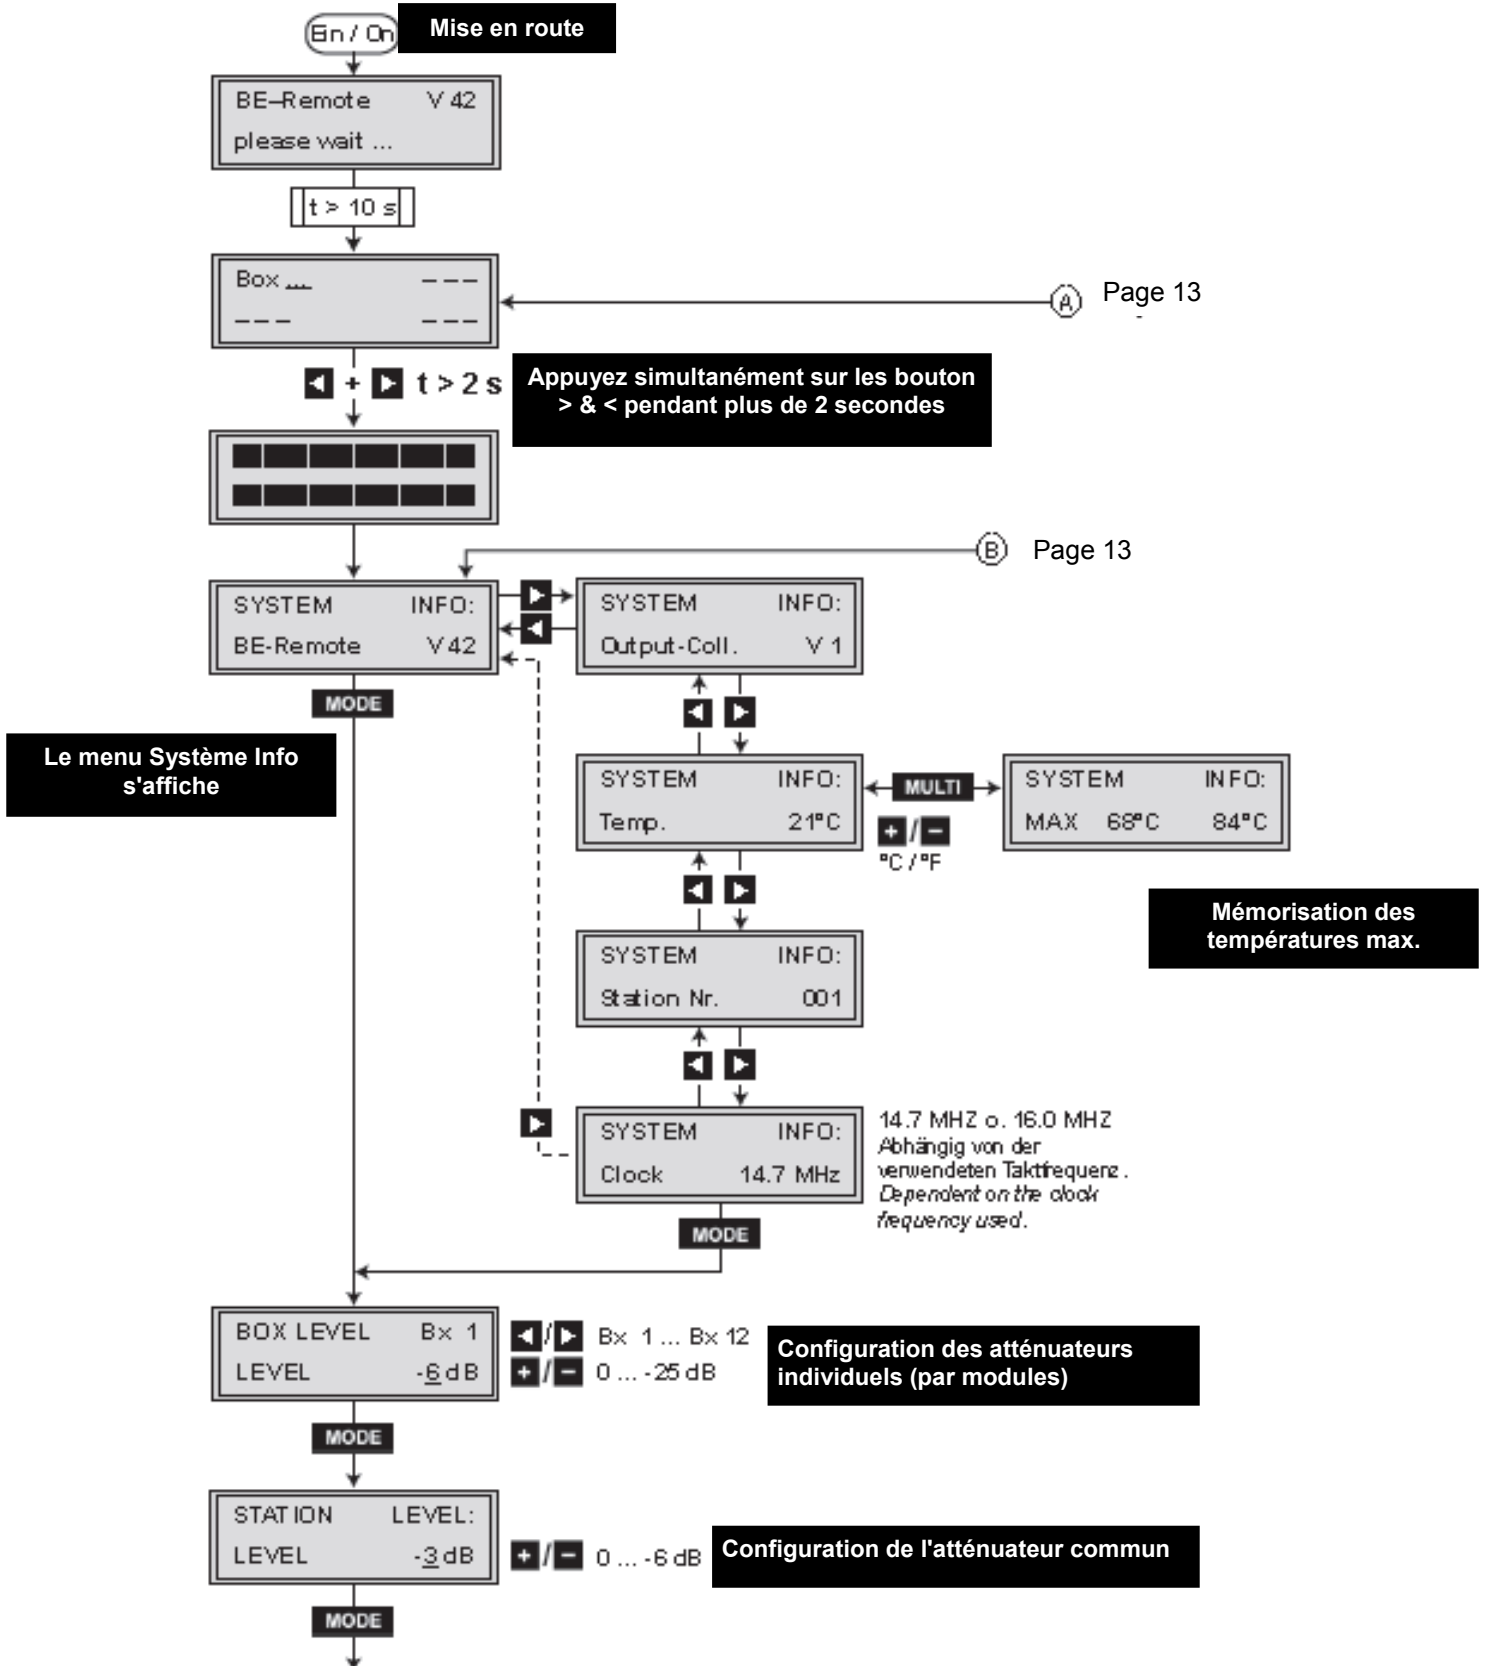 Ein / On
Mise en route
BE–Remote V 42
please wait ...
t > 10 s
Box ... – – –
– – – – – –
A Page 13
+ t > 2 s
Appuyez simultanément sur les bouton
> & < pendant plus de 2 secondes
B Page 13
SYSTEM INFO:
BE-Remote V 42
SYSTEM INFO:
Output-Coll. V 1
MODE
Le menu Système Info
s'affiche
SYSTEM INFO:
Temp. 21°C
MULTI
+ / –
°C / °F
SYSTEM INFO:
MAX 68°C 84°C
Mémorisation des
températures max.
SYSTEM INFO:
Station Nr. 001
SYSTEM INFO:
Clock 14.7 MHz
14.7 MHZ o. 16.0 MHZ
Abhängig von der
verwendeten Taktfrequenz.
Dependent on the clock
frequency used.
MODE
BOX LEVEL Bx 1
LEVEL -6 dB
/ Bx 1 ... Bx 12
+ / – 0 ... -25 dB
Configuration des atténuateurs
individuels (par modules)
MODE
STATION LEVEL:
LEVEL -3 dB
+ / – 0 ... -6 dB
Configuration de l'atténuateur commun
MODE